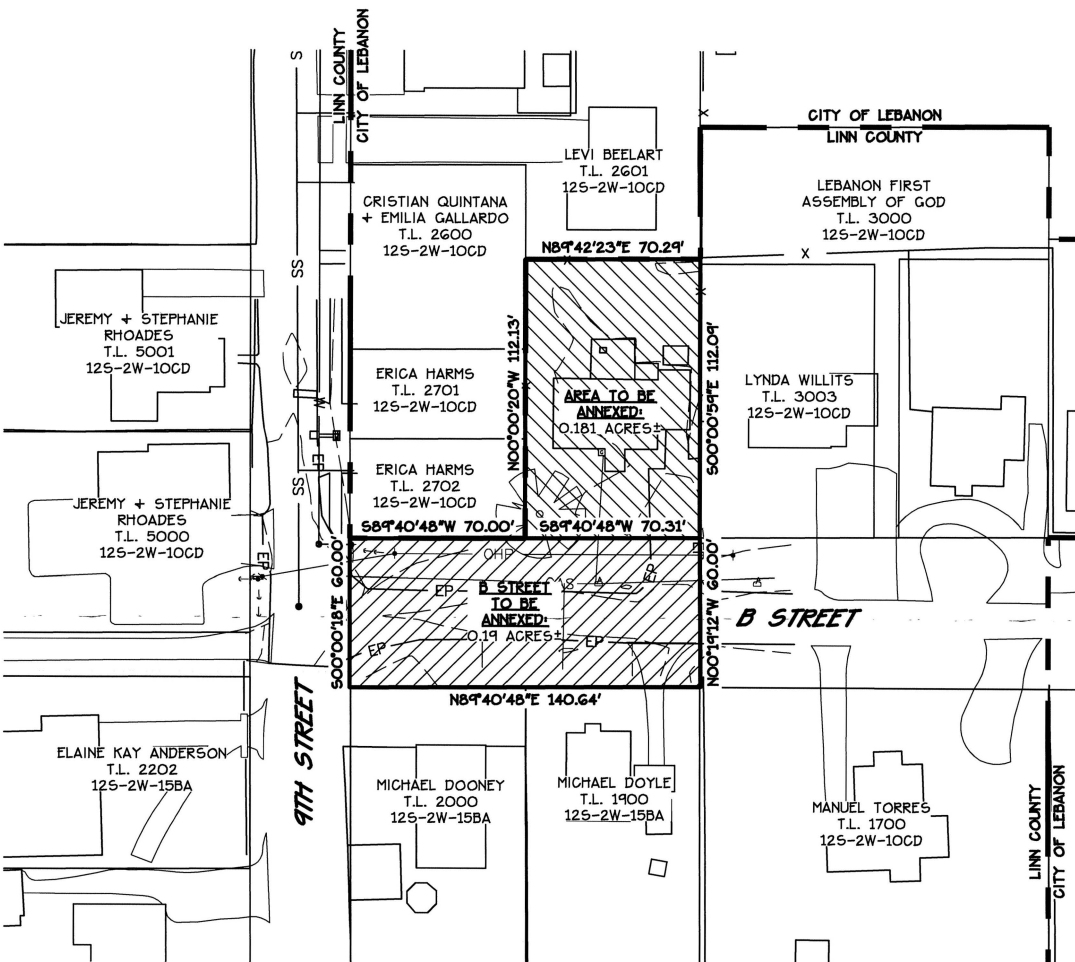 LINN COUNTY
CITY OF LEBANON
S
CITY OF LEBANON
LINN COUNTY
LEVI BEELART
T.L. 2601
12S-2W-10CD
LEBANON FIRST
ASSEMBLY OF GOD
T.L. 3000
12S-2W-10CD
CRISTIAN QUINTANA
+ EMILIA GALLARDO
T.L. 2600
12S-2W-10CD
X
N89°42'23"E 70.29'
X
X
SS
JEREMY + STEPHANIE
RHOADES
T.L. 5001
12S-2W-10CD
N00°00'20"W 112.13'
S00°00'59"E 112.09'
ERICA HARMS
T.L. 2701
12S-2W-10CD
AREA TO BE
ANNEXED:
0.181 ACRES±
LYNDA WILLITS
T.L. 3003
12S-2W-10CD
W
EP
SS
ERICA HARMS
T.L. 2702
12S-2W-10CD
JEREMY + STEPHANIE
RHOADES
T.L. 5000
12S-2W-10CD
S89°40'48"W 70.00'
S89°40'48"W 70.31'
EP
OHP
S00°00'18"E 60.00'
EP
B STREET
TO BE
ANNEXED:
0.19 ACRES±
EP
EP
N00°19'12"W 60.00'
B STREET
N89°40'48"E 140.64'
9TH STREET
ELAINE KAY ANDERSON
T.L. 2202
12S-2W-15BA
MICHAEL DOONEY
T.L. 2000
12S-2W-15BA
MICHAEL DOYLE
T.L. 1900
12S-2W-15BA
MANUEL TORRES
T.L. 1700
12S-2W-10CD
LINN COUNTY
CITY OF LEBANON